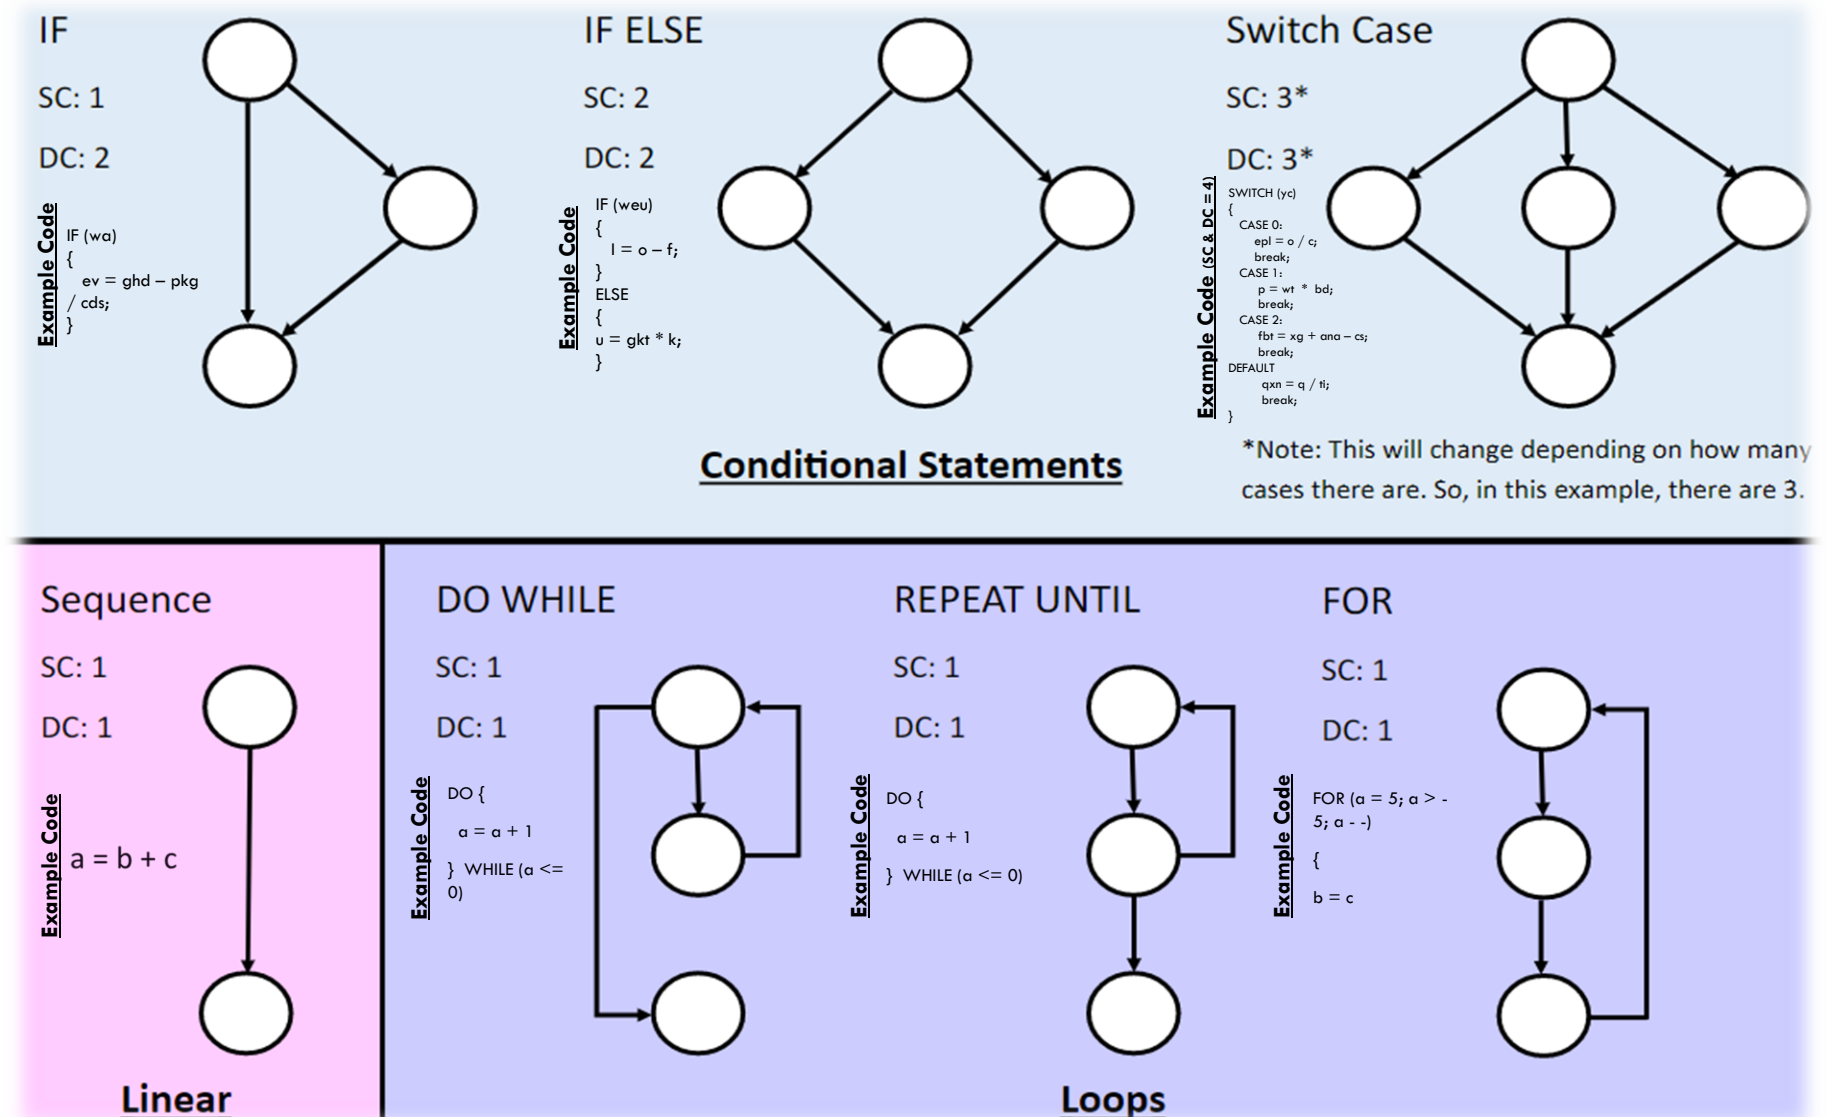 IF
SC: 1
DC: 2
Example Code
IF (wa)
{
ev = ghd – pkg
/ cds;
}
IF ELSE
SC: 2
DC: 2
Example Code
IF (weu)
{
l = o – f;
}
ELSE
{
u = gkt * k;
}
Switch Case
SC: 3*
DC: 3*
Example Code (SC & DC = 4)
SWITCH (yc)
{
CASE 0:
epl = o / c;
break;
CASE 1:
p = wt * bd;
break;
CASE 2:
fbt = xg + ana – cs;
break;
DEFAULT
qxn = q / ti;
break;
}
*Note: This will change depending on how many
cases there are. So, in this example, there are 3.
Conditional Statements
Sequence
SC: 1
DC: 1
Example Code
a = b + c
Linear
DO WHILE
SC: 1
DC: 1
Example Code
DO {
a = a + 1
} WHILE (a <=
0)
REPEAT UNTIL
SC: 1
DC: 1
Example Code
DO {
a = a + 1
} WHILE (a <= 0)
FOR
SC: 1
DC: 1
Example Code
FOR (a = 5; a > -
5; a - -)
{
b = c
Loops